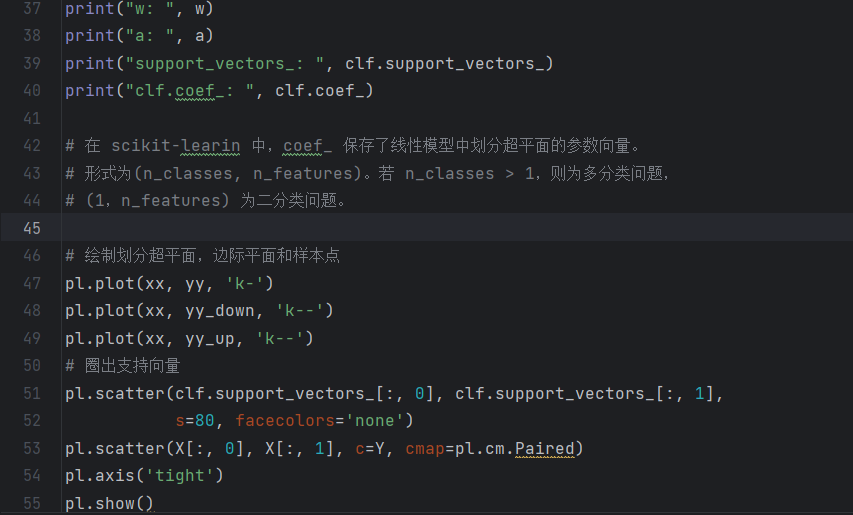 37 print("w: ", w)
38 print("a: ", a)
39 print("support_vectors_: ", clf.support_vectors_)
40 print("clf.coef_: ", clf.coef_)
41
42 # 在 scikit-learin 中，coef_ 保存了线性模型中划分超平面的参数向量。
43 # 形式为(n_classes, n_features)。若 n_classes > 1，则为多分类问题，
44 # (1，n_features) 为二分类问题。
45
46 # 绘制划分超平面，边际平面和样本点
47 pl.plot(xx, yy, 'k-')
48 pl.plot(xx, yy_down, 'k--')
49 pl.plot(xx, yy_up, 'k--')
50 # 圈出支持向量
51 pl.scatter(clf.support_vectors_[:, 0], clf.support_vectors_[:, 1],
52            s=80, facecolors='none')
53 pl.scatter(X[:, 0], X[:, 1], c=Y, cmap=pl.cm.Paired)
54 pl.axis('tight')
55 pl.show()